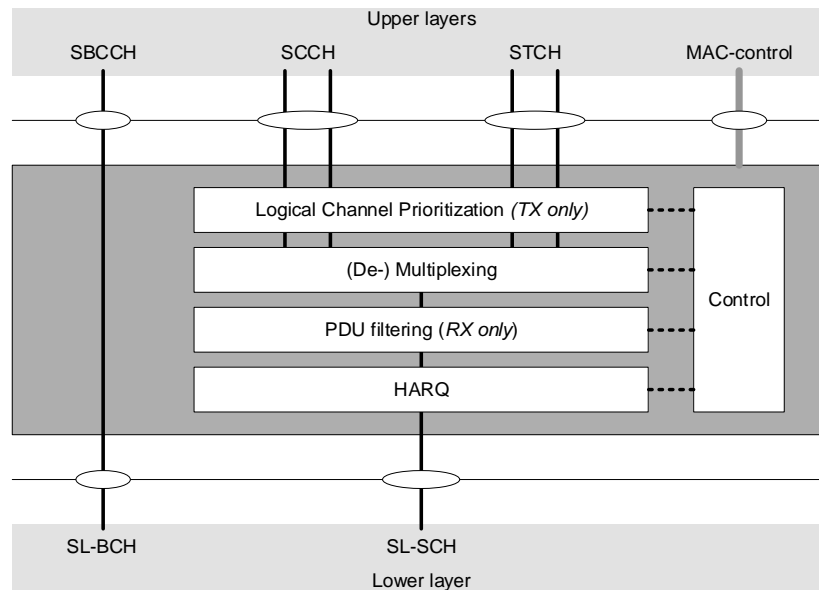 Upper layers
SBCCH SCCH STCH MAC-control
Logical Channel Prioritization (TX only)
(De-) Multiplexing
Control
PDU filtering (RX only)
HARQ
SL-BCH SL-SCH
Lower layer